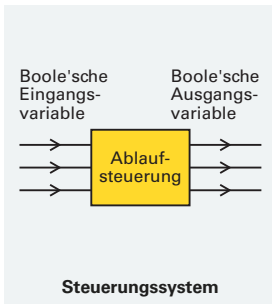 Boole'sche
Eingangs-
variable
Boole'sche
Ausgangs-
variable
Ablauf-
steuerung
Steuerungssystem